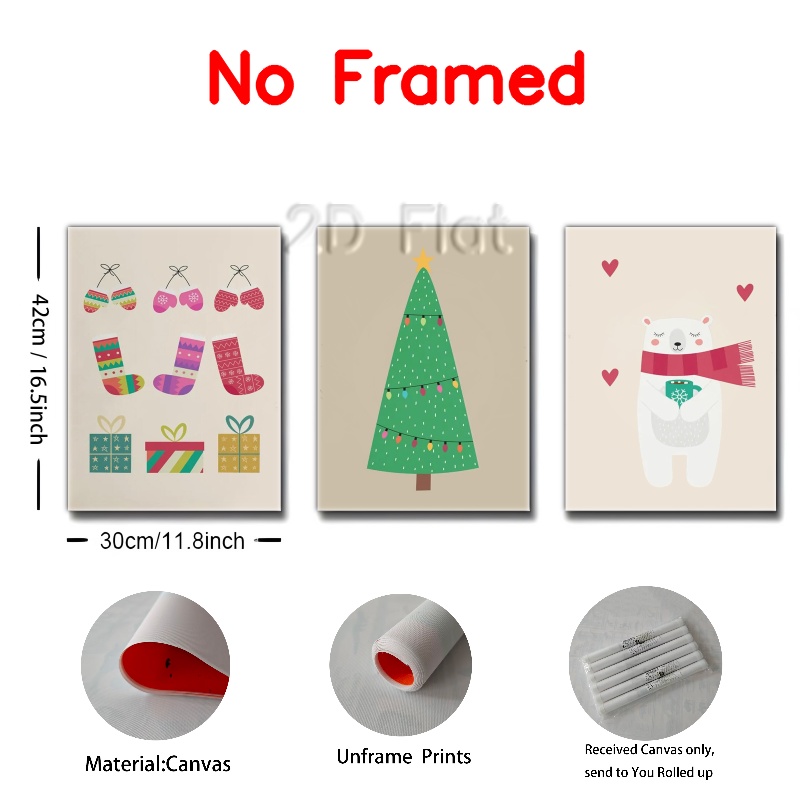 No Framed
2D Flat
42cm / 16.5inch
30cm/11.8inch
Material:Canvas
Unframe Prints
Received Canvas only,
send to You Rolled up